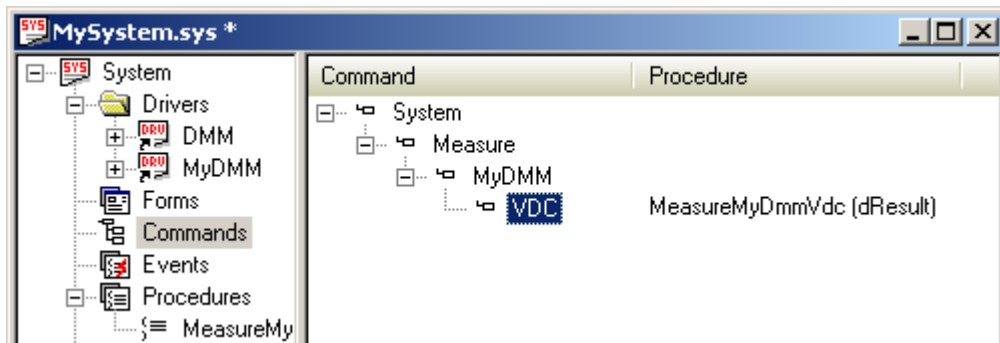 MySystem.sys *
System
Drivers
DMM
MyDMM
Forms
Commands
Events
Procedures
MeasureMy
Command Procedure
System
Measure
MyDMM
VDC MeasureMyDmmVdc (dResult)